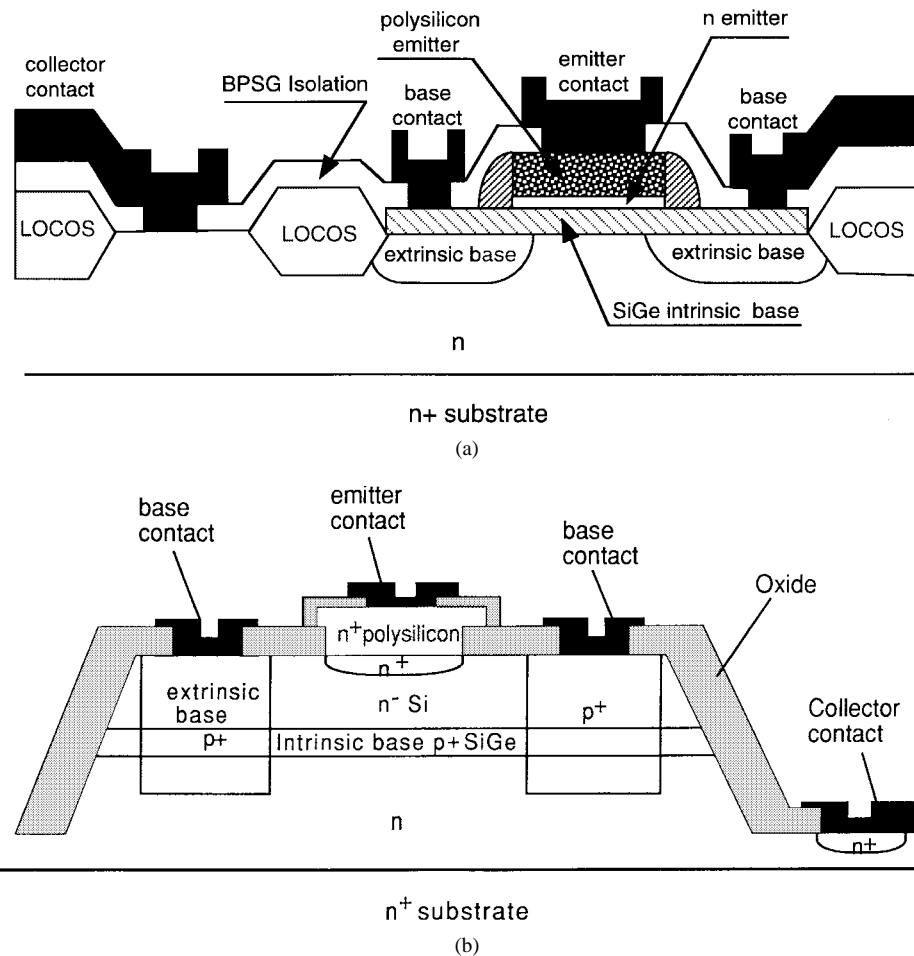 polysilicon
emitter
n emitter
collector
contact
BPSG Isolation
emitter
contact
base
contact
base
contact
LOCOS
LOCOS
LOCOS
extrinsic base
extrinsic base
SiGe intrinsic base
n
n+ substrate
(a)
base
contact
emitter
contact
base
contact
Oxide
n+ polysilicon
n+
extrinsic
base
n- Si
p+
p+
Intrinsic base p+ SiGe
Collector
contact
n
n+
n+ substrate
(b)